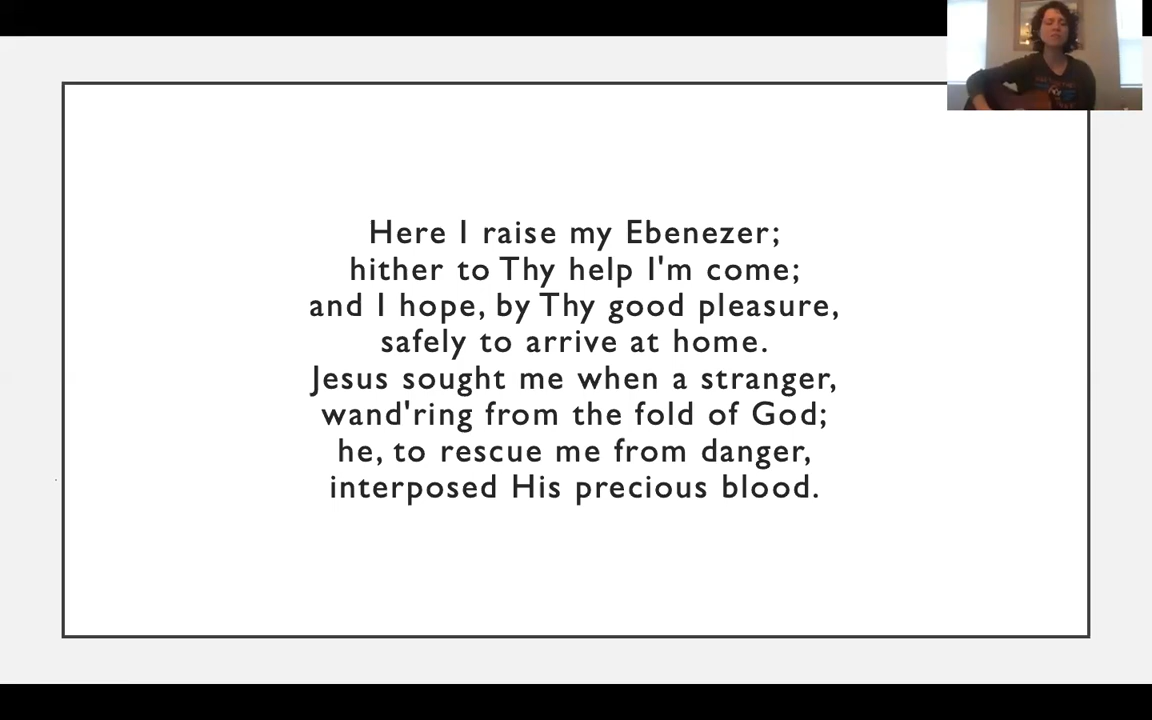 Here I raise my Ebenezer;
hither to Thy help I'm come;
and I hope, by Thy good pleasure,
safely to arrive at home.
Jesus sought me when a stranger,
wand'ring from the fold of God;
he, to rescue me from danger,
interposed His precious blood.